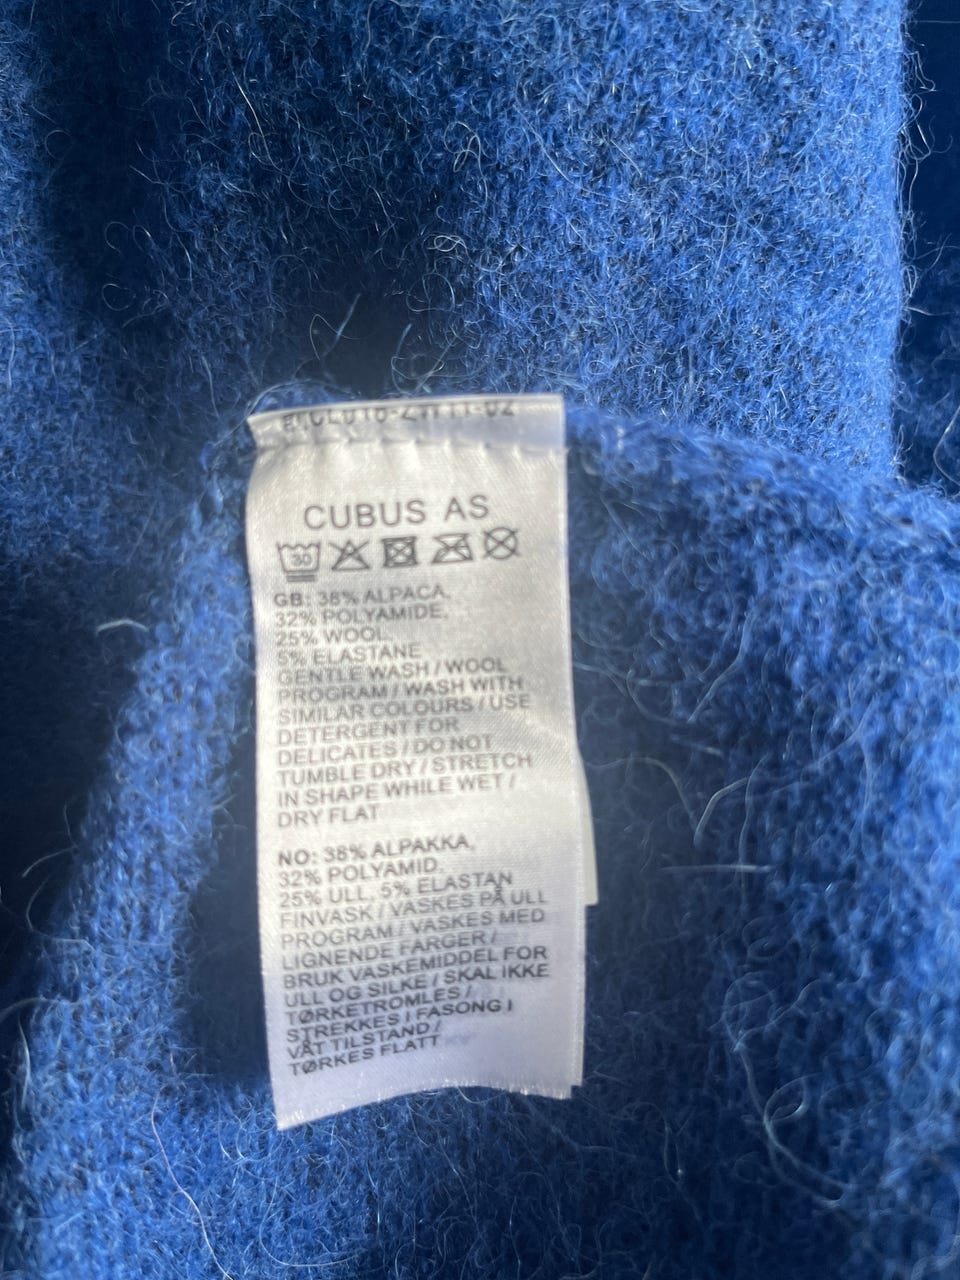 CUBUS AS
30
GB: 38% ALPACA,
32% POLYAMIDE,
25% WOOL,
5% ELASTANE
GENTLE WASH / WOOL
PROGRAM / WASH WITH
SIMILAR COLOURS / USE
DETERGENT FOR
DELICATES / DO NOT
TUMBLE DRY / STRETCH
IN SHAPE WHILE WET /
DRY FLAT
NO: 38% ALPAKKA,
32% POLYAMID.
25% ULL, 5% ELASTAN
FINVASK / VASKES PÅ ULL
PROGRAM / VASKES MED
LIGNENDE FARGER /
BRUK VASKEMIDDEL FOR
ULL OG SILKE / SKAL IKKE
TØRKETROMLES /
STREKKES I FASONG I
VÅT TILSTAND /
TØRKES FLATT